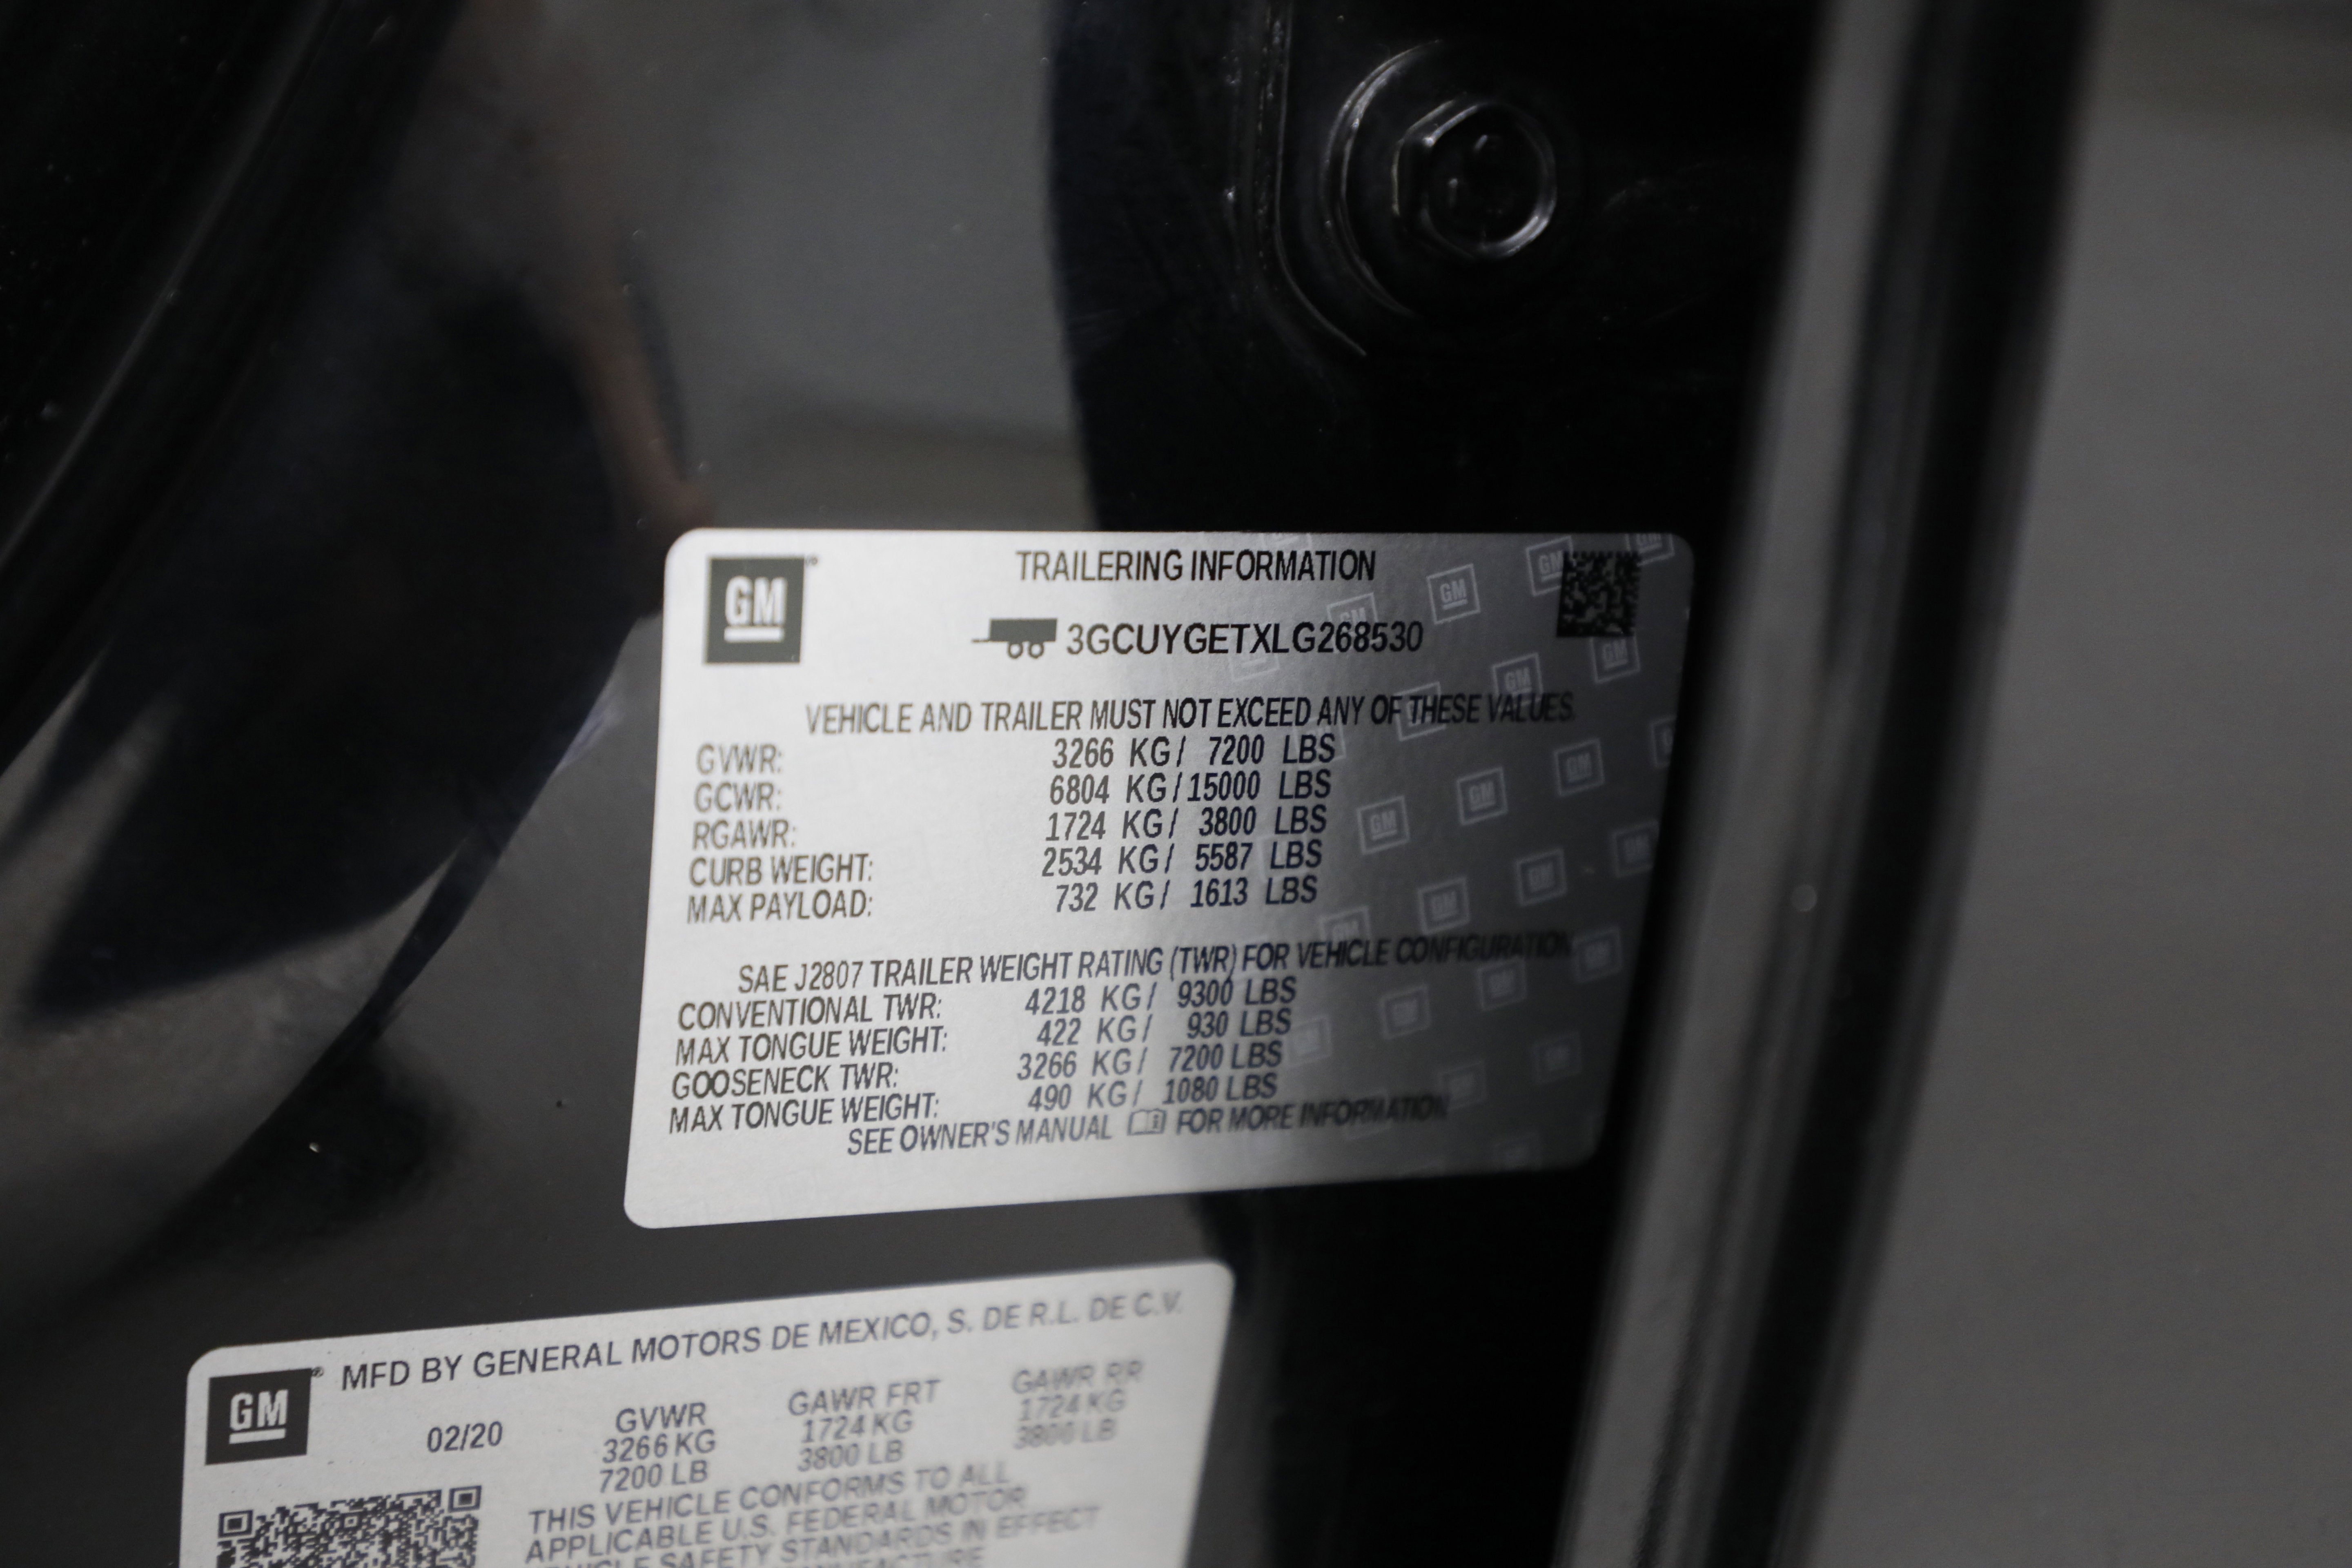 GM
TRAILERING INFORMATION
3GCUYGETXLG268530
VEHICLE AND TRAILER MUST NOT EXCEED ANY OF THESE VALUES.
GVWR: 3266 KG/ 7200 LBS
GCWR: 6804 KG/15000 LBS
RGAWR: 1724 KG/ 3800 LBS
CURB WEIGHT: 2534 KG/ 5587 LBS
MAX PAYLOAD: 732 KG/ 1613 LBS
SAE J2807 TRAILER WEIGHT RATING (TWR) FOR VEHICLE CONFIGURATION.
CONVENTIONAL TWR: 4218 KG/ 9300 LBS
MAX TONGUE WEIGHT: 422 KG/ 930 LBS
GOOSENECK TWR: 3266 KG/ 7200 LBS
MAX TONGUE WEIGHT: 490 KG/ 1080 LBS
SEE OWNER'S MANUAL FOR MORE INFORMATION
GM
MFD BY GENERAL MOTORS DE MEXICO, S. DE R.L. DE C.V.
02/20 GVWR GAWR FRT GAWR RR
3266 KG 1724 KG 1724 KG
7200 LB 3800 LB 3800 LB
THIS VEHICLE CONFORMS TO ALL
APPLICABLE U.S. FEDERAL MOTOR
SAFETY STANDARDS IN EFFECT